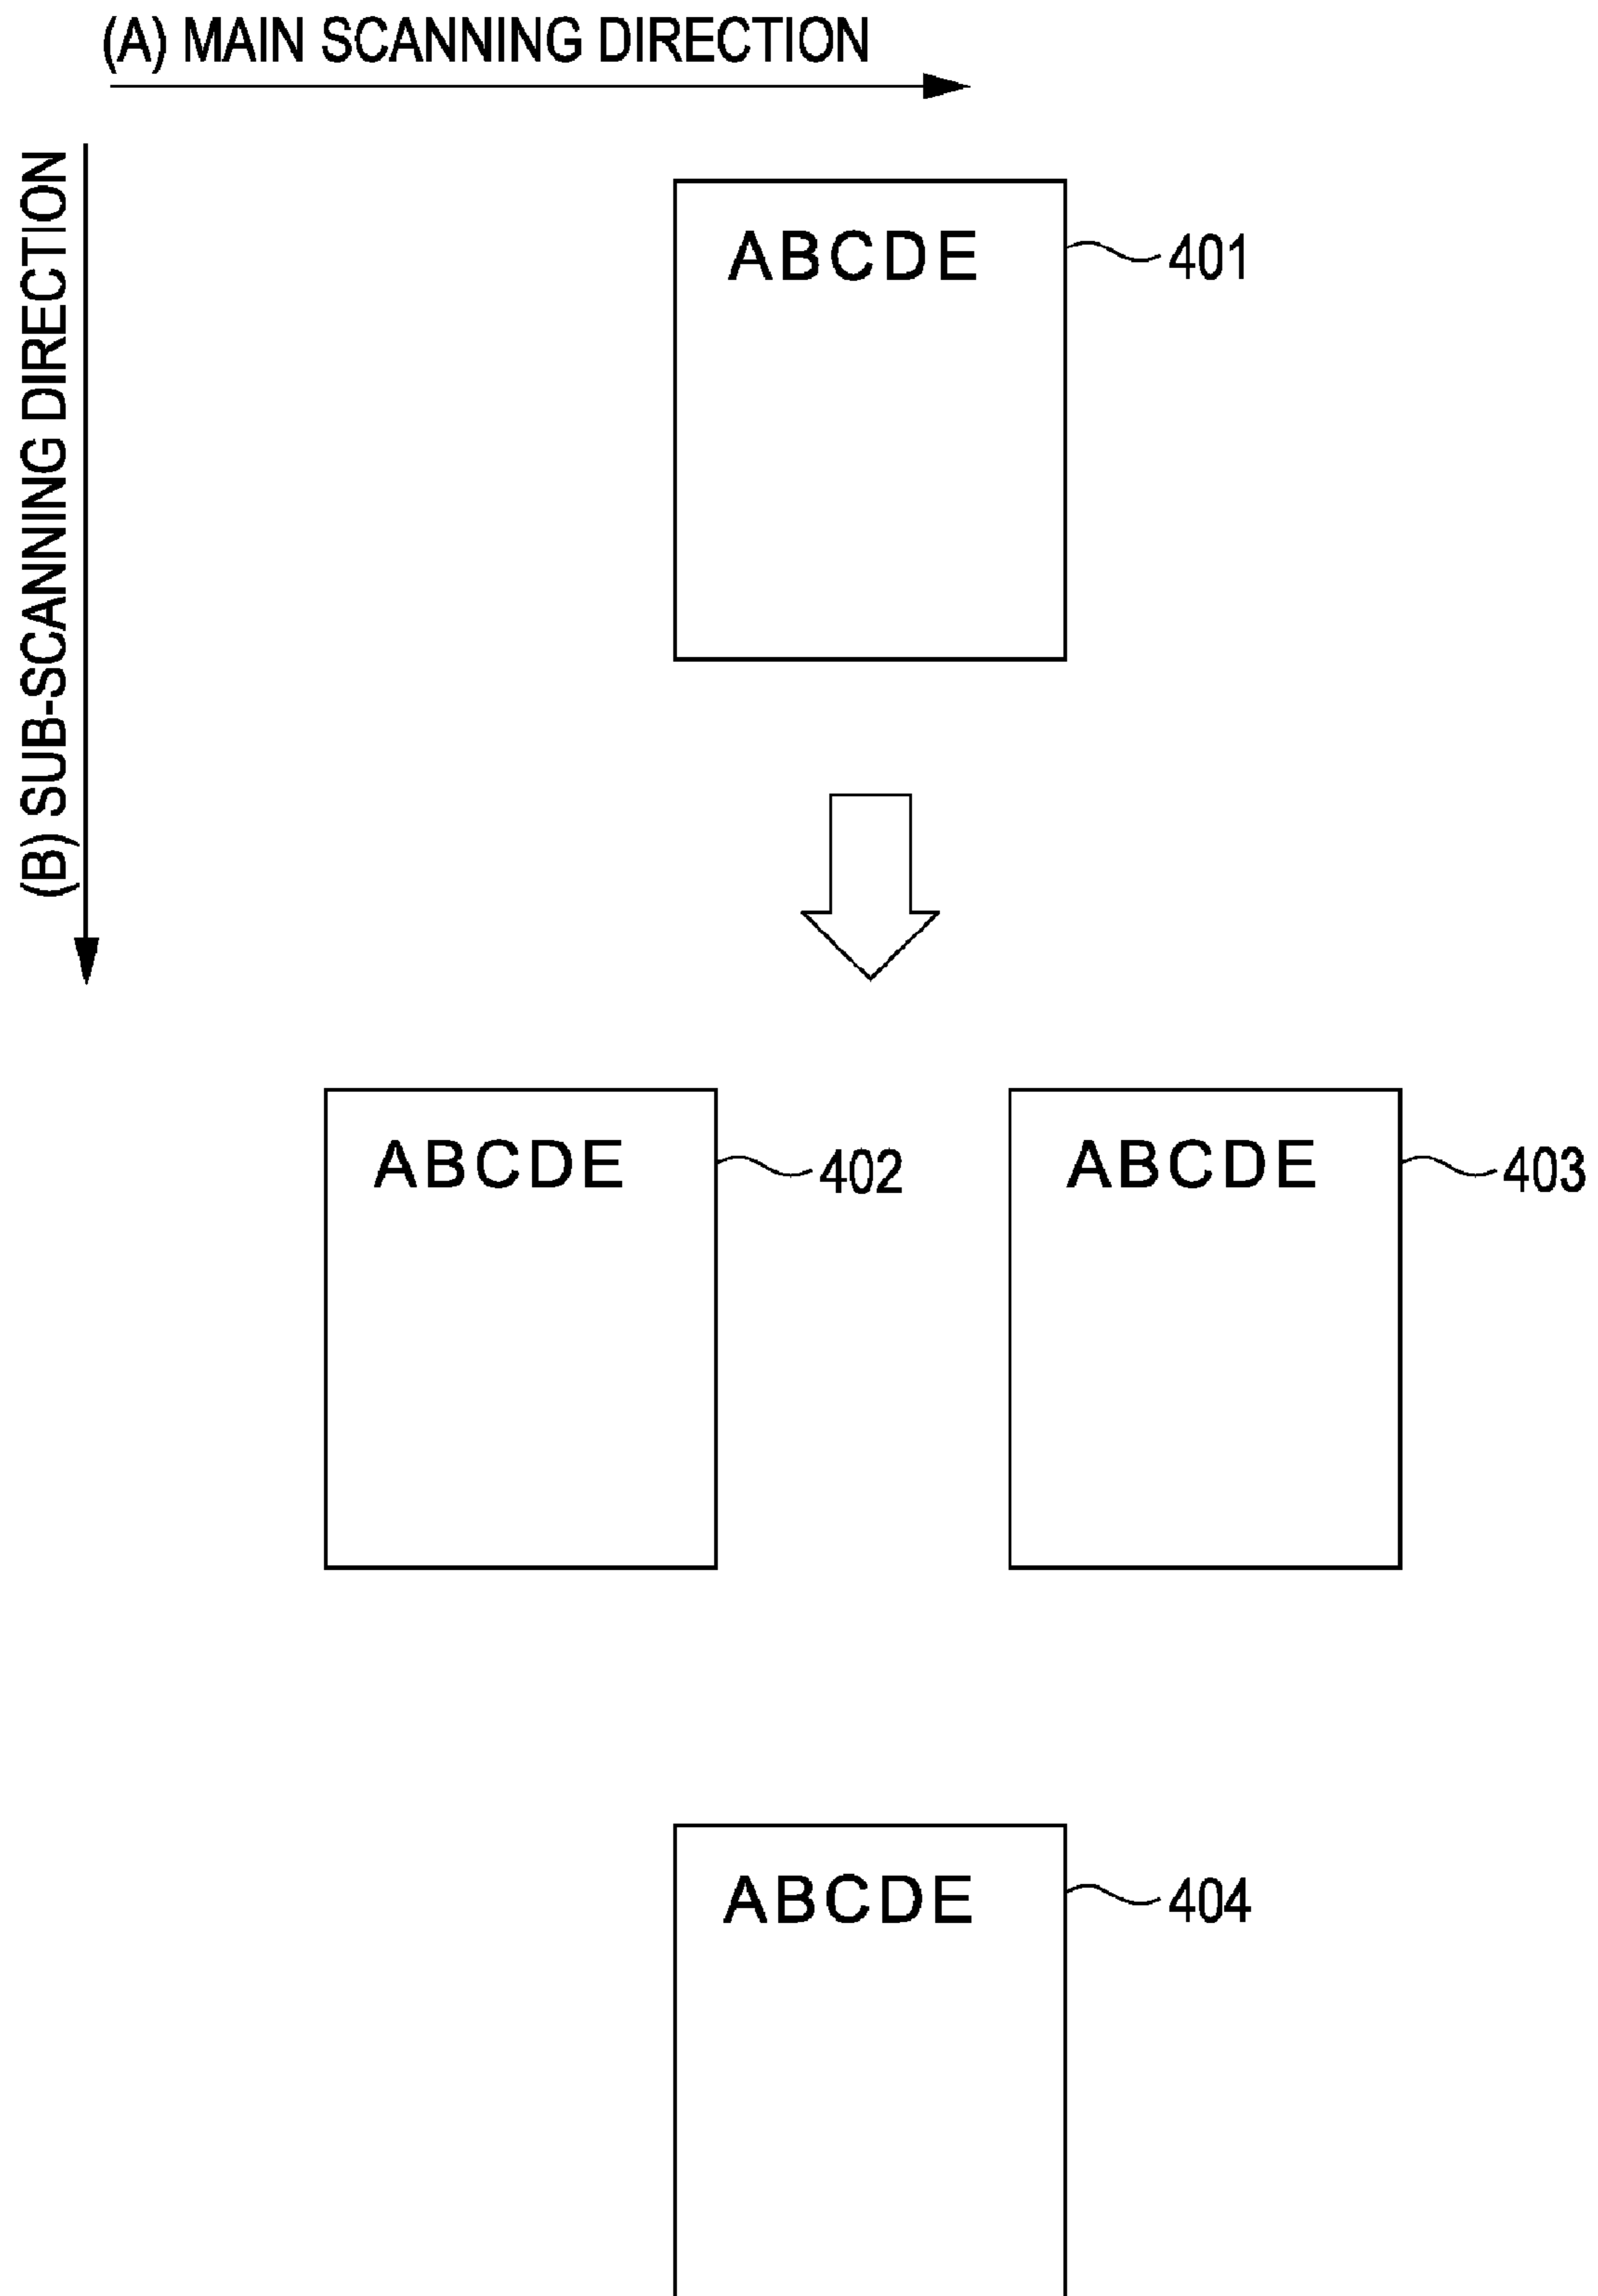 (A) MAIN SCANNING DIRECTION
(B) SUB-SCANNING DIRECTION
ABCDE
401
ABCDE
402
ABCDE
403
ABCDE
404